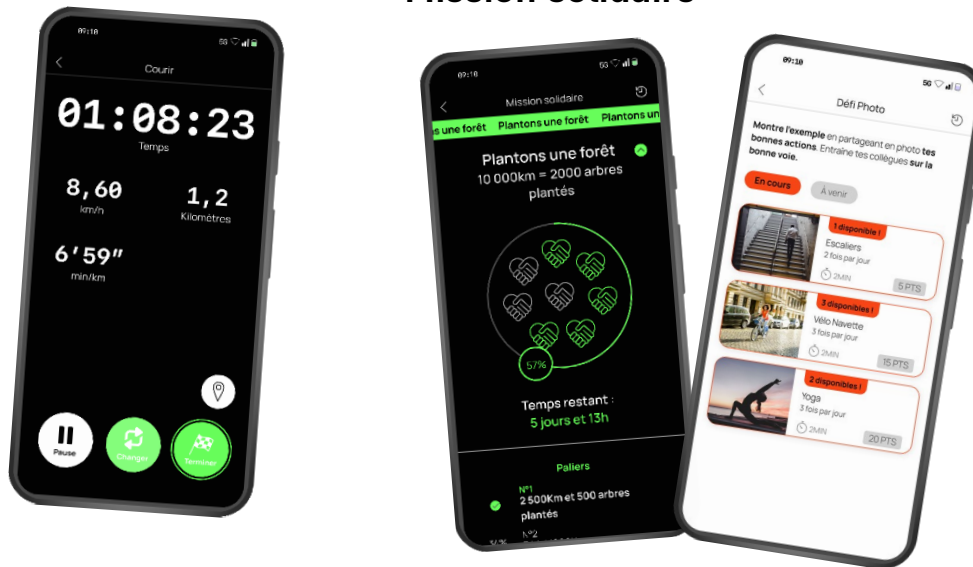 Mission solidaire
09:10
5G
Courir
01:08:23
Temps
8,60
km/h
1,2
Kilomètres
6'59"
min/km
Pause
Changer
Terminer
09:10
5G
Mission solidaire
s une forêt Plantons une forêt Plantons un
Plantons une forêt
10 000km = 2000 arbres
plantés
57%
Temps restant :
5 jours et 13h
Paliers
N°1
2 500Km et 500 arbres
plantés
N°2
09:10
5G
Défi Photo
Montre l'exemple en partageant en photo tes
bonnes actions. Entraîne tes collègues sur la
bonne voie.
En cours
À venir
1 disponible !
Escaliers
2 fois par jour
2MIN
5 PTS
3 disponibles !
Vélo Navette
3 fois par jour
2MIN
15 PTS
2 disponibles !
Yoga
3 fois par jour
2MIN
20 PTS